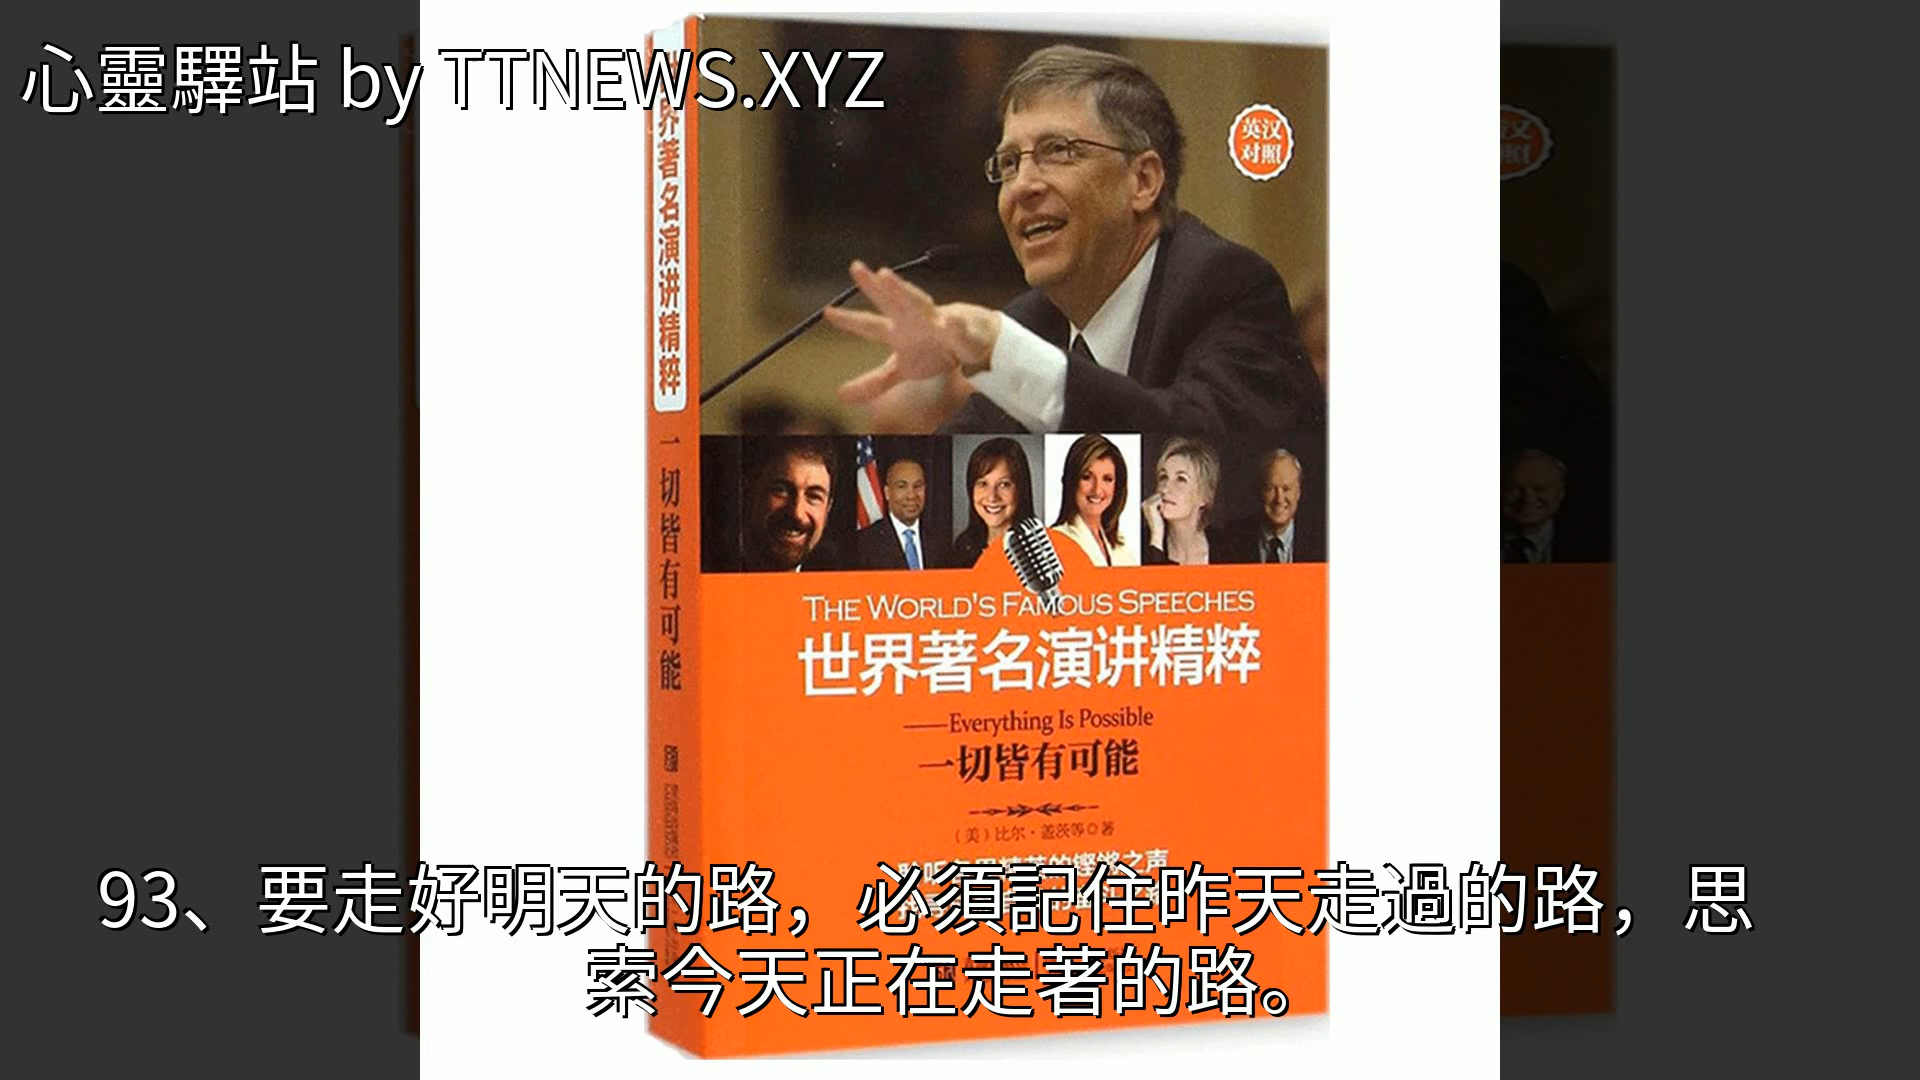 心靈驛站 by TTNEWS.XYZ
世界著名演讲精粹
一切皆有可能
英汉
对照
THE WORLD'S FAMOUS SPEECHES
世界著名演讲精粹
——Everything Is Possible
一切皆有可能
（美）比尔·盖茨等◎著
93、要走好明天的路，必須記住昨天走過的路，思
索今天正在走著的路。